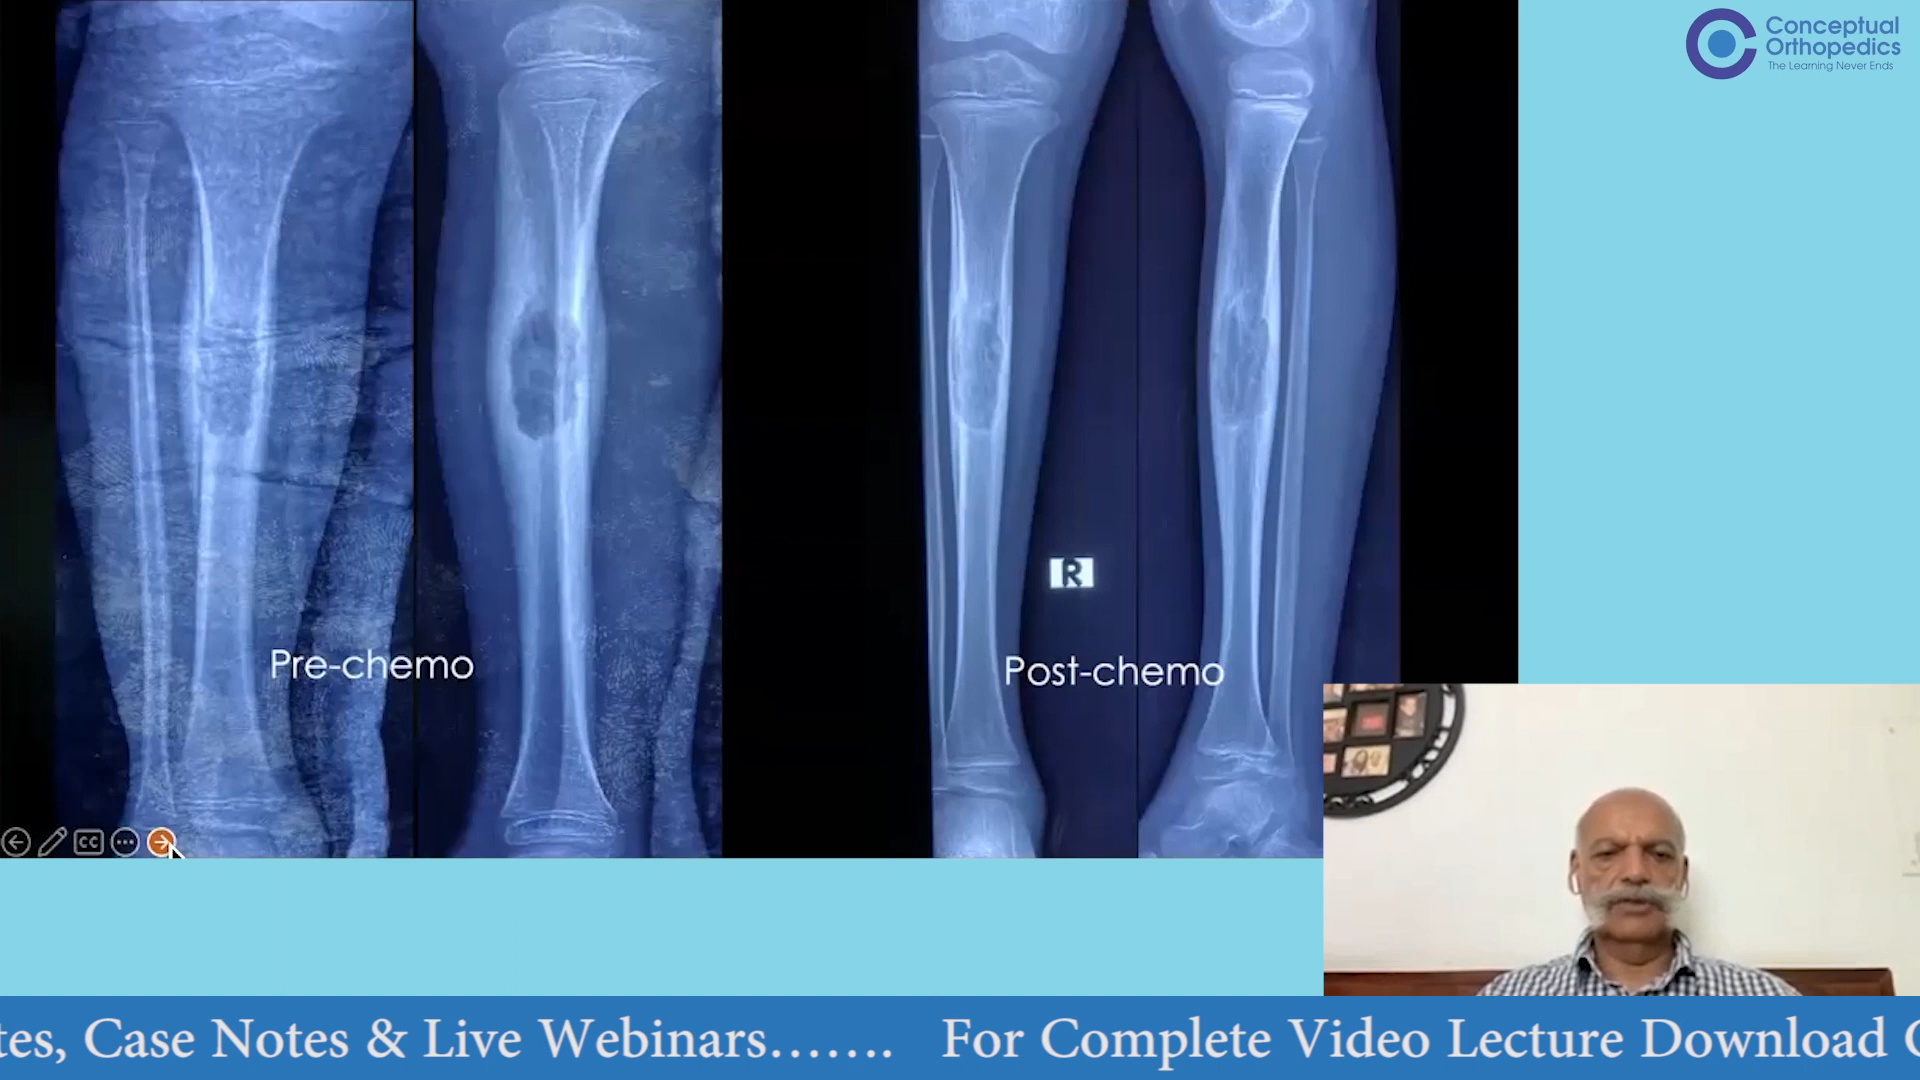 Conceptual
Orthopedics
The Learning Never Ends
R
Pre-chemo
Post-chemo
CC
Case Notes & Live Webinars....... For Complete Video Lecture Download